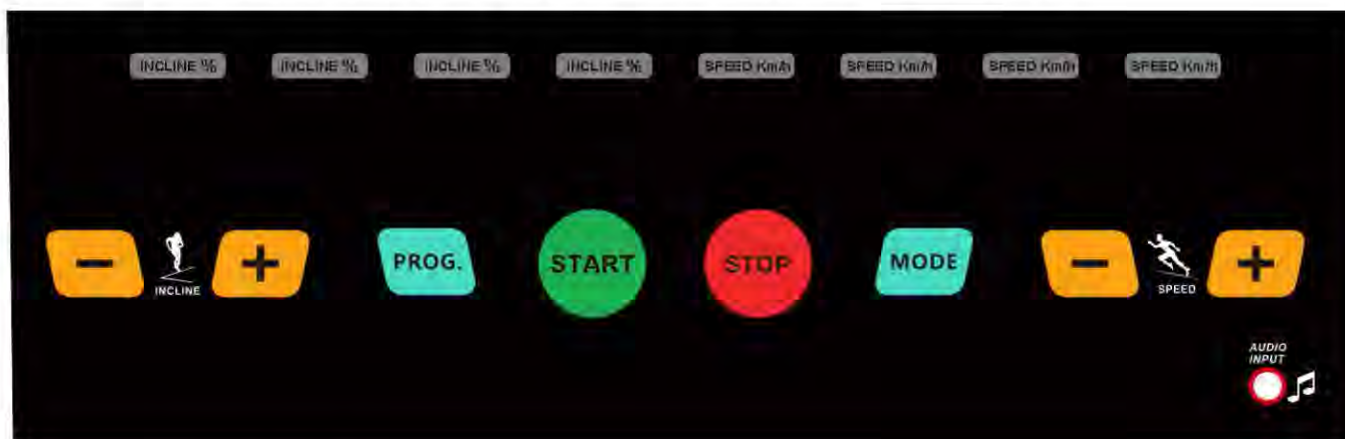 INCLINE % INCLINE % INCLINE % INCLINE % SPEED Km/h SPEED Km/h SPEED Km/h SPEED Km/h
- INCLINE + PROG. START STOP MODE - SPEED +
AUDIO
INPUT